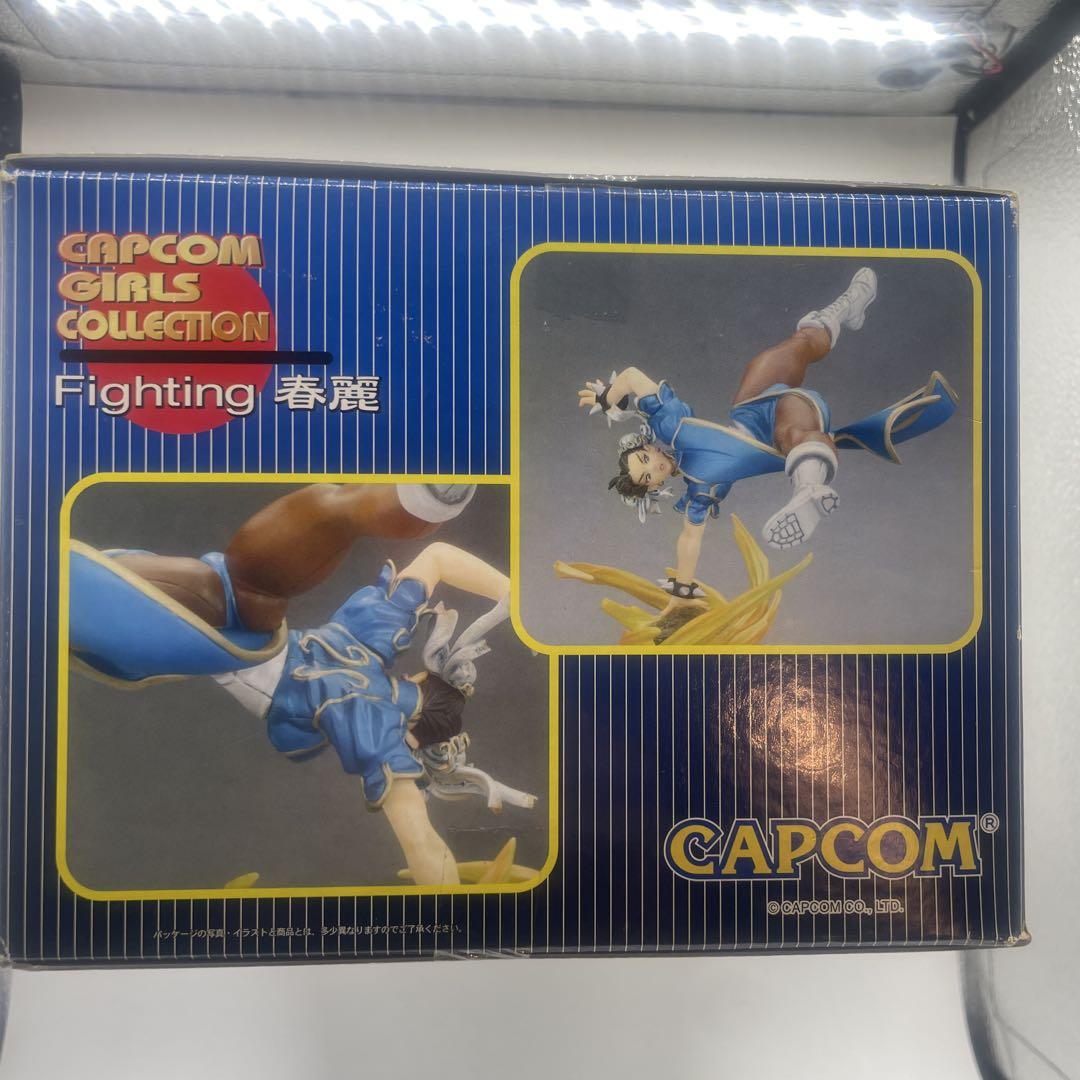 CAPCOM
GIRLS
COLLECTION
Fighting 春麗
CAPCOM®
© CAPCOM CO., LTD.
パッケージの写真・イラストと商品とは、多少異なりますのでご了承ください。